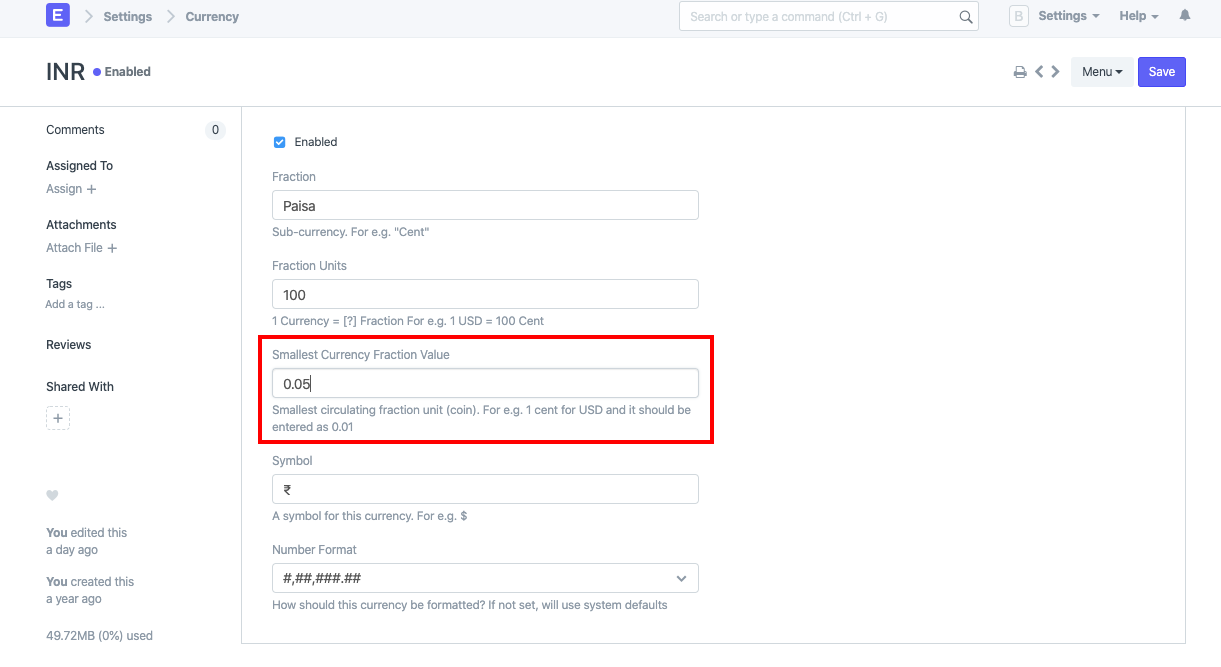 E Settings Currency Search or type a command (Ctrl + G) B Settings Help
INR Enabled Menu Save
Comments 0
Assigned To
Assign +
Attachments
Attach File +
Tags
Add a tag ...
Reviews
Shared With
+
You edited this
a day ago
You created this
a year ago
49.72MB (0%) used
Enabled
Fraction
Paisa
Sub-currency. For e.g. "Cent"
Fraction Units
100
1 Currency = [?] Fraction For e.g. 1 USD = 100 Cent
Smallest Currency Fraction Value
0.05
Smallest circulating fraction unit (coin). For e.g. 1 cent for USD and it should be
entered as 0.01
Symbol
₹
A symbol for this currency. For e.g. $
Number Format
#,##,###.##
How should this currency be formatted? If not set, will use system defaults